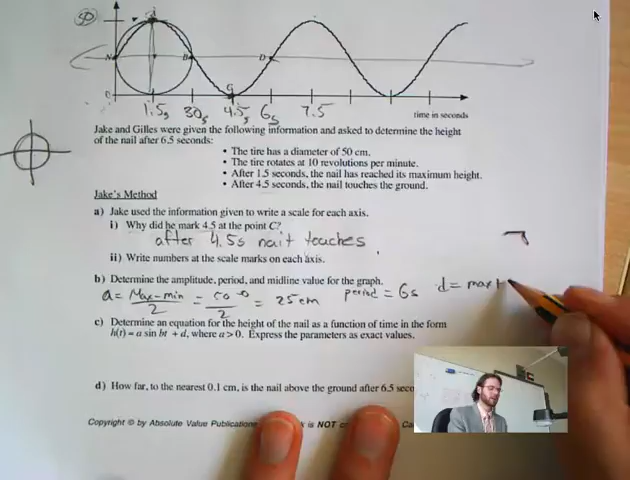 50
A
N
B
D
C
0
1.5s 30s 4.5s 6s 7.5
time in seconds
Jake and Gilles were given the following information and asked to determine the height
of the nail after 6.5 seconds:
• The tire has a diameter of 50 cm.
• The tire rotates at 10 revolutions per minute.
• After 1.5 seconds, the nail has reached its maximum height.
• After 4.5 seconds, the nail touches the ground.
Jake's Method
a) Jake used the information given to write a scale for each axis.
i) Why did he mark 4.5 at the point C?
after 4.5s nail touches
ii) Write numbers at the scale marks on each axis.
b) Determine the amplitude, period, and midline value for the graph.
a = Max-min/2 = 50-0/2 = 25cm period = 6s d = max +
c) Determine an equation for the height of the nail as a function of time in the form
h(t) = a sin bt + d, where a > 0. Express the parameters as exact values.
d) How far, to the nearest 0.1 cm, is the nail above the ground after 6.5 seco
Copyright © by Absolute Value Publications is NOT